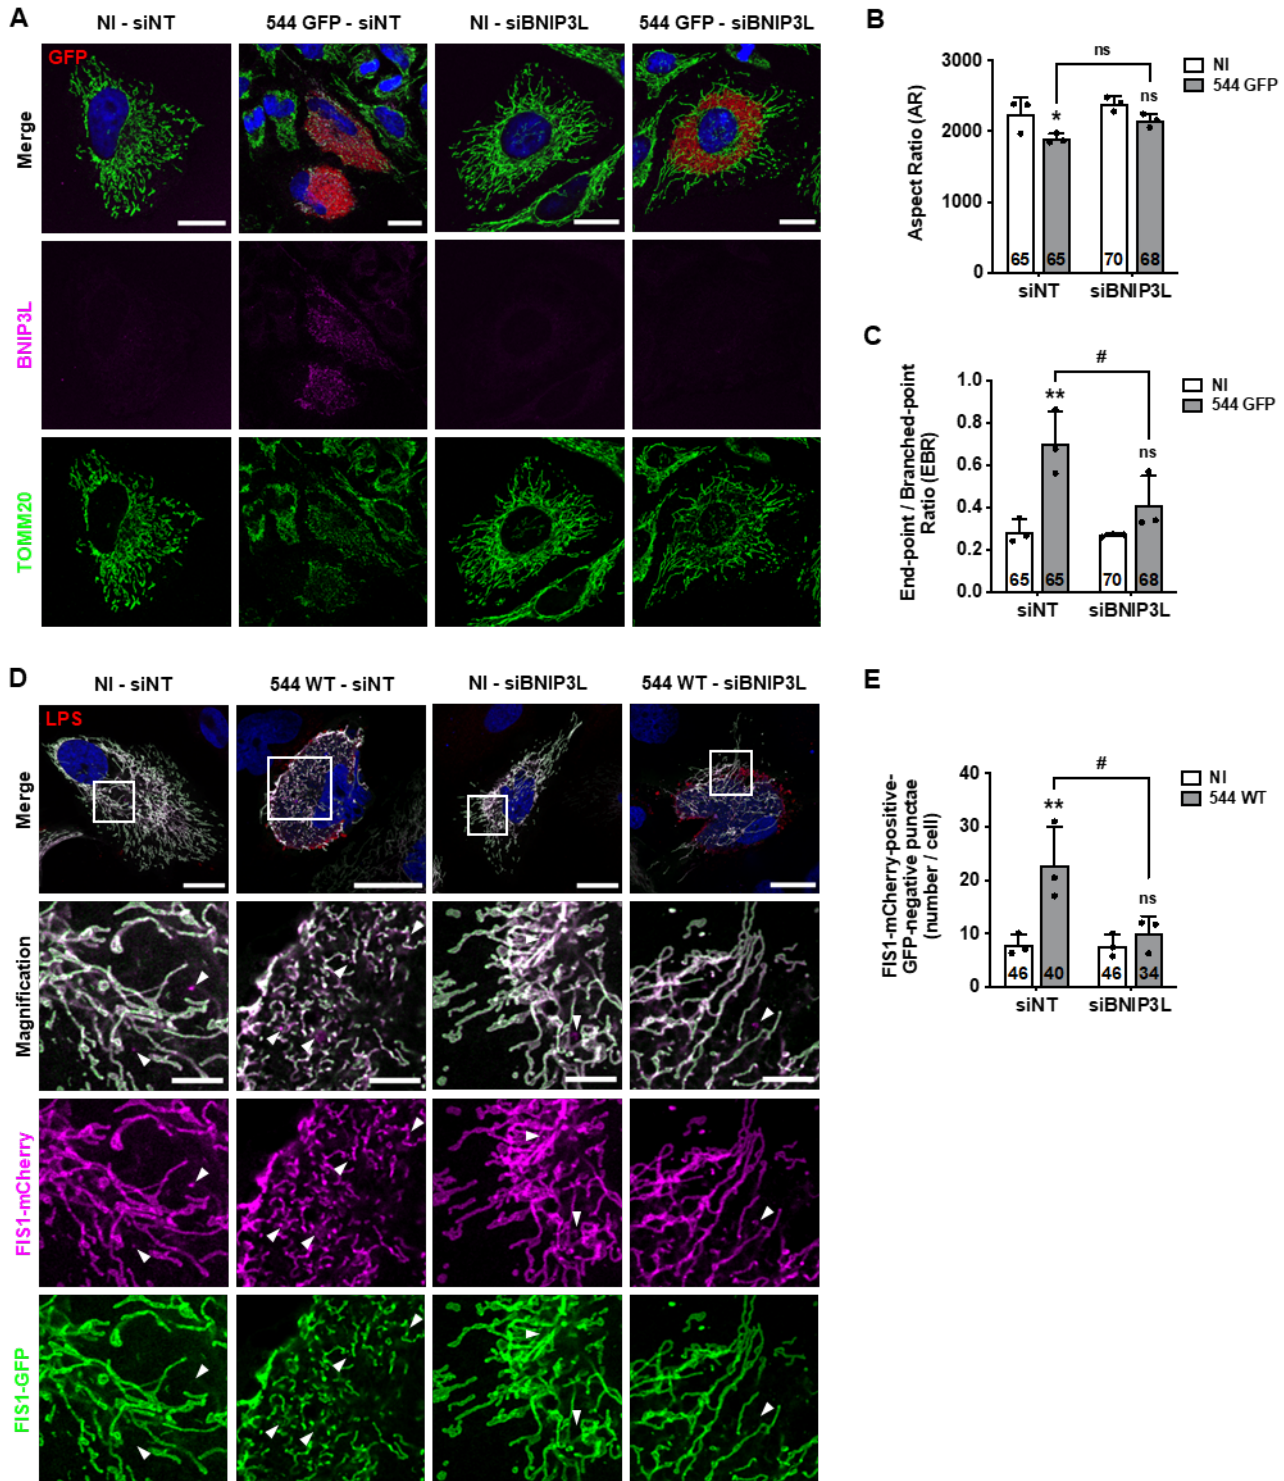 A
NI - siNT
544 GFP - siNT
NI - siBNIP3L
544 GFP - siBNIP3L
GFP
Merge
BNIP3L
TOMM20
B
ns
NI
544 GFP
Aspect Ratio (AR)
3000
2000
1000
0
*
ns
65
65
70
68
siNT
siBNIP3L
C
#
NI
544 GFP
End-point / Branched-point
Ratio (EBR)
1.0
0.8
0.6
0.4
0.2
0.0
**
ns
65
65
70
68
siNT
siBNIP3L
D
NI - siNT
544 WT - siNT
NI - siBNIP3L
544 WT - siBNIP3L
LPS
Merge
Magnification
FIS1-mCherry
FIS1-GFP
E
#
NI
544 WT
FIS1-mCherry-positive-
GFP-negative punctae
(number / cell)
40
30
20
10
0
**
ns
46
40
46
34
siNT
siBNIP3L